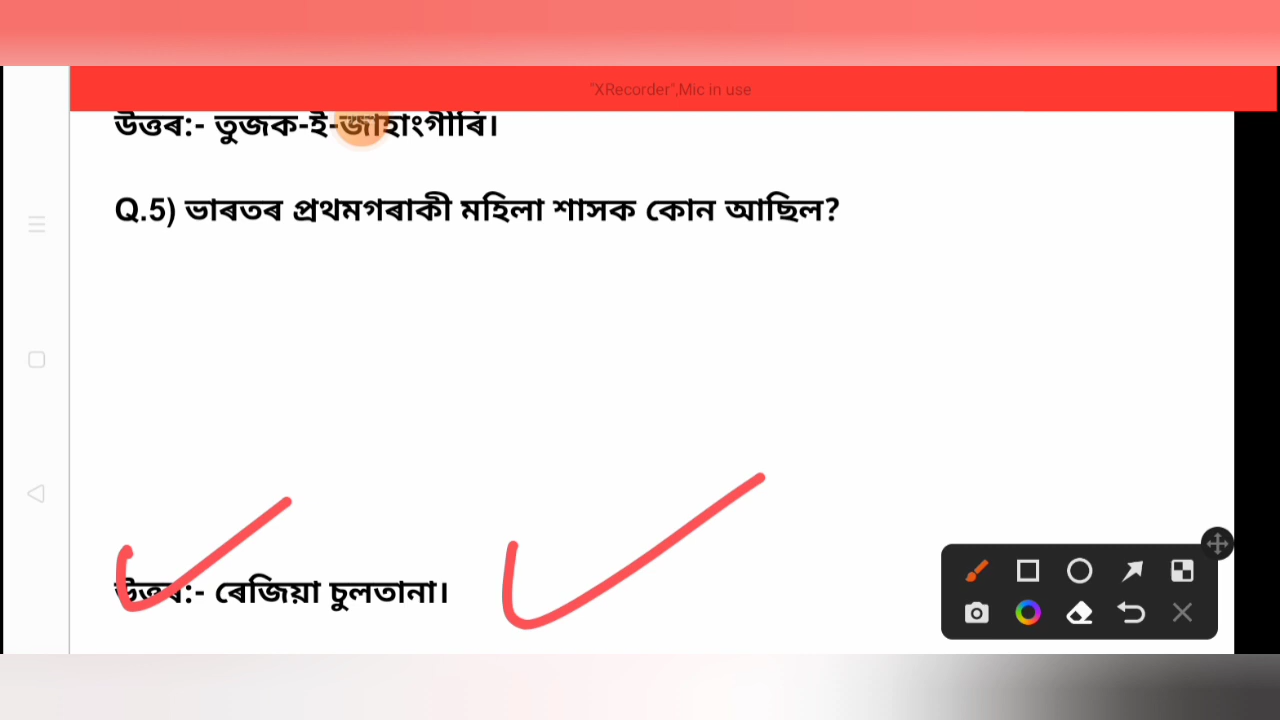 "XRecorder",Mic in use
উত্তৰ:- তুজক-ই-জাহাংগীৰি।
Q.5) ভাৰতৰ প্ৰথমগৰাকী মহিলা শাসক কোন আছিল?
উত্তৰ:- ৰেজিয়া চুলতানা।